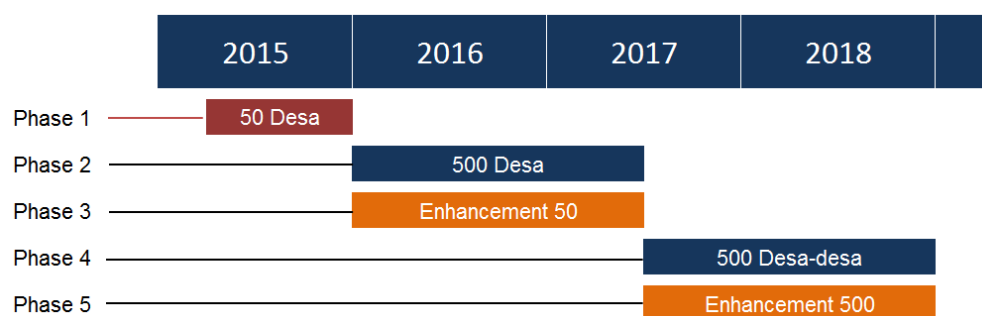 2015 2016 2017 2018
Phase 1 50 Desa
Phase 2 500 Desa
Phase 3 Enhancement 50
Phase 4 500 Desa-desa
Phase 5 Enhancement 500